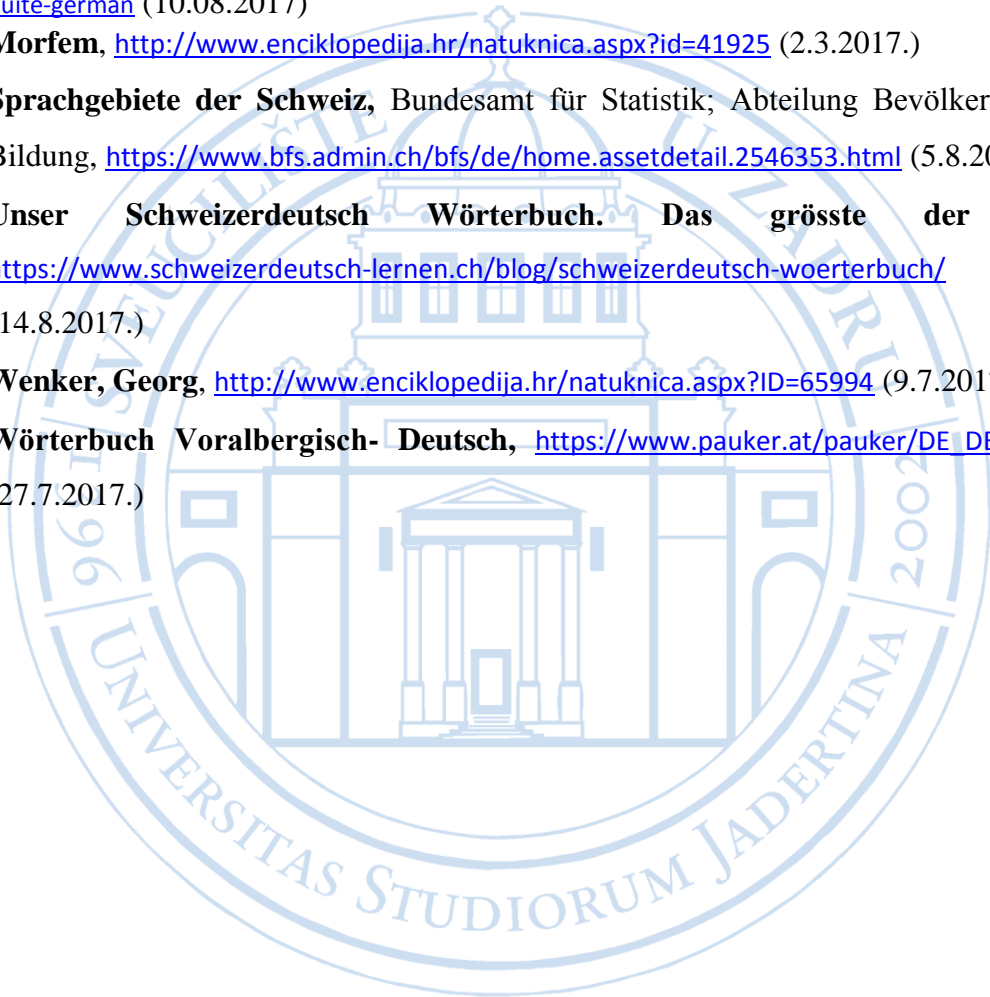 uite-german (10.08.2017)
Morfem, http://www.enciklopedija.hr/natuknica.aspx?id=41925 (2.3.2017.)
Sprachgebiete der Schweiz, Bundesamt für Statistik; Abteilung Bevölker
Bildung, https://www.bfs.admin.ch/bfs/de/home.assetdetail.2546353.html (5.8.20
Unser Schweizerdeutsch Wörterbuch. Das grösste der
https://www.schweizerdeutsch-lernen.ch/blog/schweizerdeutsch-woerterbuch/
14.8.2017.)
Wenker, Georg, http://www.enciklopedija.hr/natuknica.aspx?ID=65994 (9.7.201
Wörterbuch Voralbergisch- Deutsch, https://www.pauker.at/pauker/DE_DE
27.7.2017.)
SVEUČILIŠTE U ZADRU
1396
2002
UNIVERSITAS STUDIORUM JADERTINA